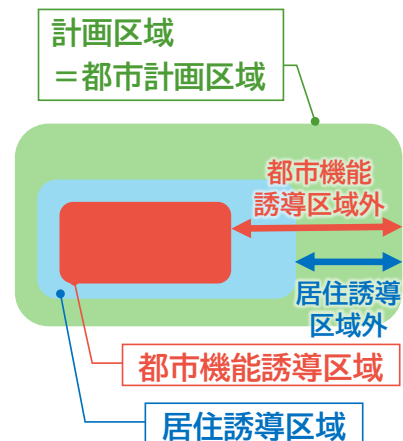 計画区域
＝都市計画区域
都市機能
誘導区域外
居住誘導
区域外
都市機能誘導区域
居住誘導区域